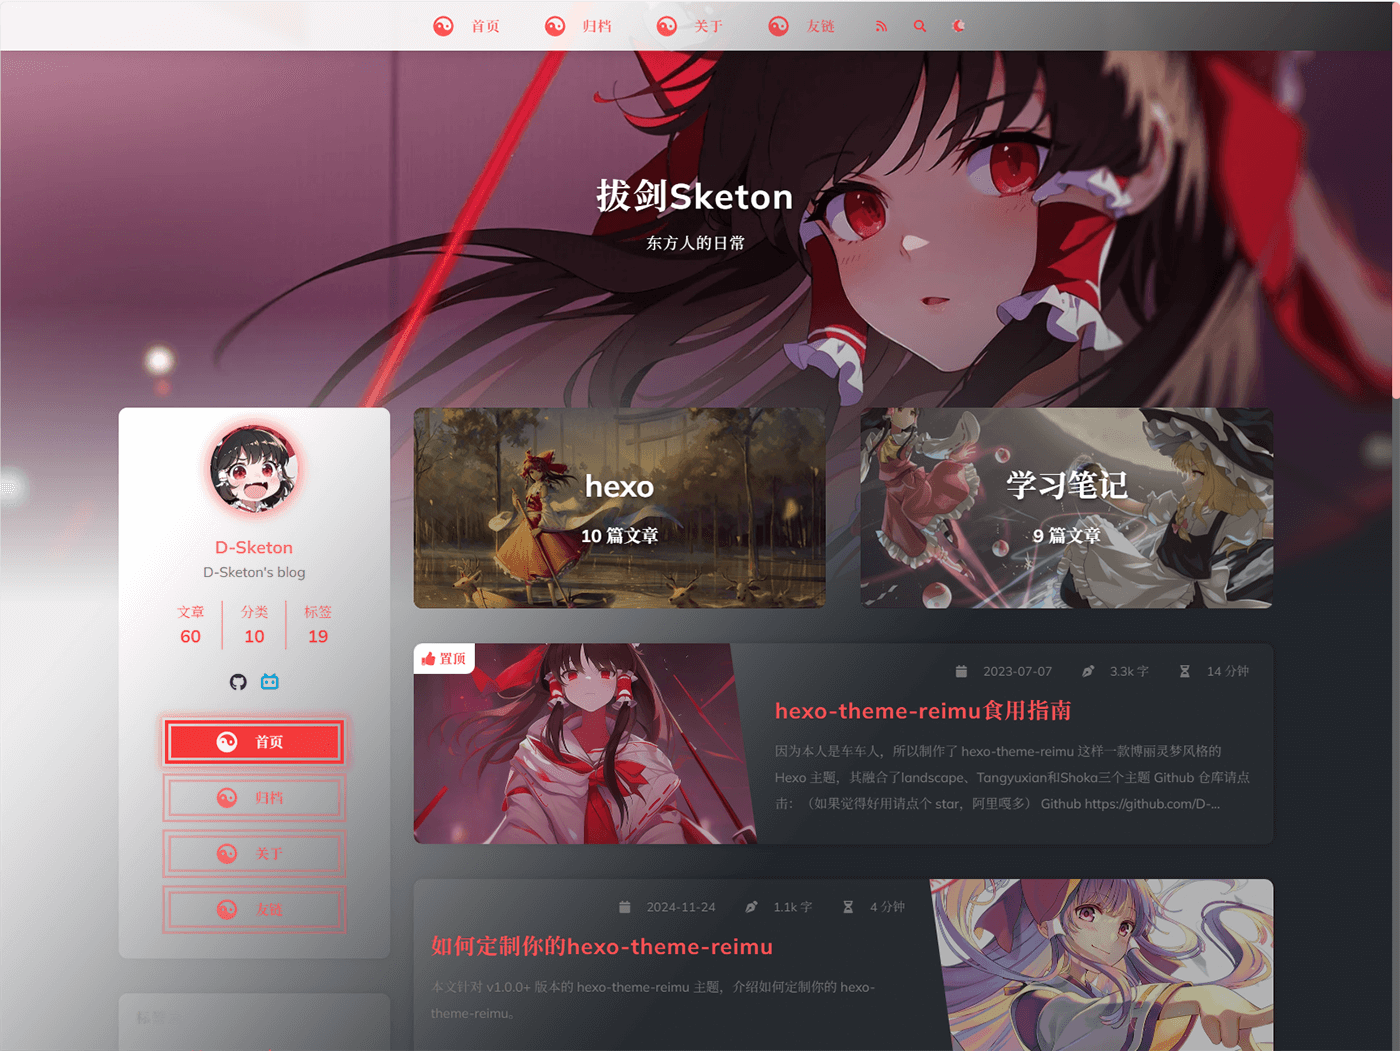 首页 归档 关于 友链
拔剑Sketon
东方人的日常
D-Sketon
D-Sketon's blog
文章 分类 标签
60 10 19
首页
归档
关于
友链
hexo
10 篇文章
学习笔记
9 篇文章
置顶
2023-07-07 3.3k 字 14 分钟
hexo-theme-reimu食用指南
因为本人是车车人，所以制作了 hexo-theme-reimu 这样一款博丽灵梦风格的
Hexo 主题，其融合了landscape、Tangyuxian和Shoka三个主题 Github 仓库请点
击：（如果觉得好用请点个 star，阿里嘎多） Github https://github.com/D-...
2024-11-24 1.1k 字 4 分钟
如何定制你的hexo-theme-reimu
本文针对 v1.0.0+ 版本的 hexo-theme-reimu 主题，介绍如何定制你的 hexo-
theme-reimu。